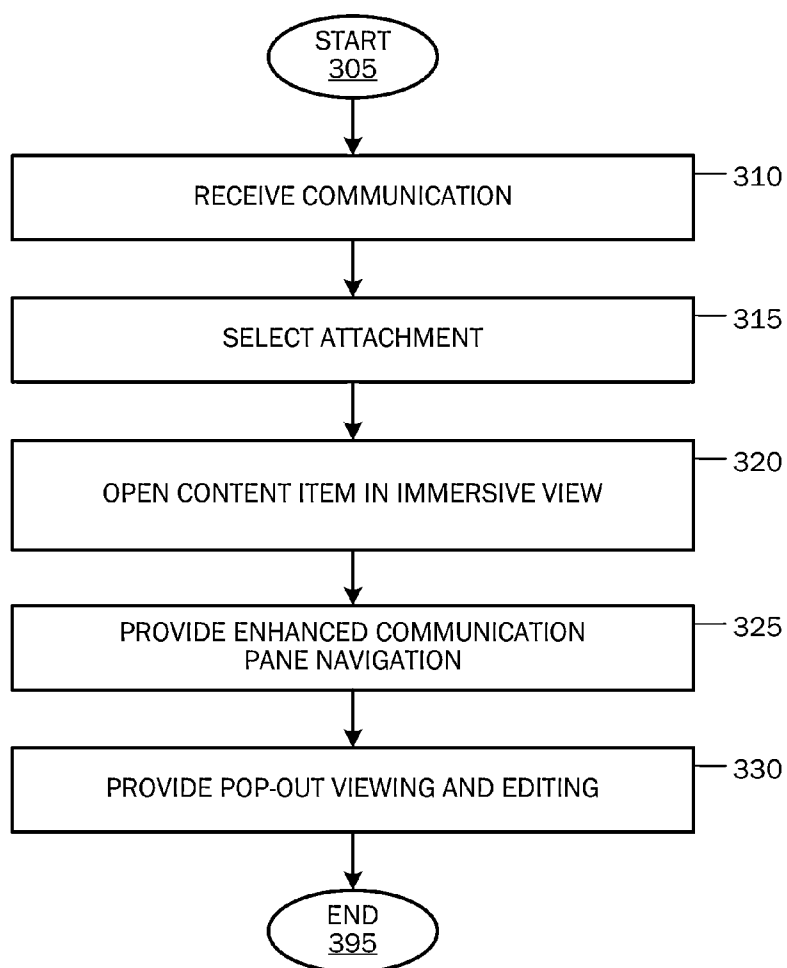 START
305
RECEIVE COMMUNICATION
310
SELECT ATTACHMENT
315
OPEN CONTENT ITEM IN IMMERSIVE VIEW
320
PROVIDE ENHANCED COMMUNICATION
PANE NAVIGATION
325
PROVIDE POP-OUT VIEWING AND EDITING
330
END
395